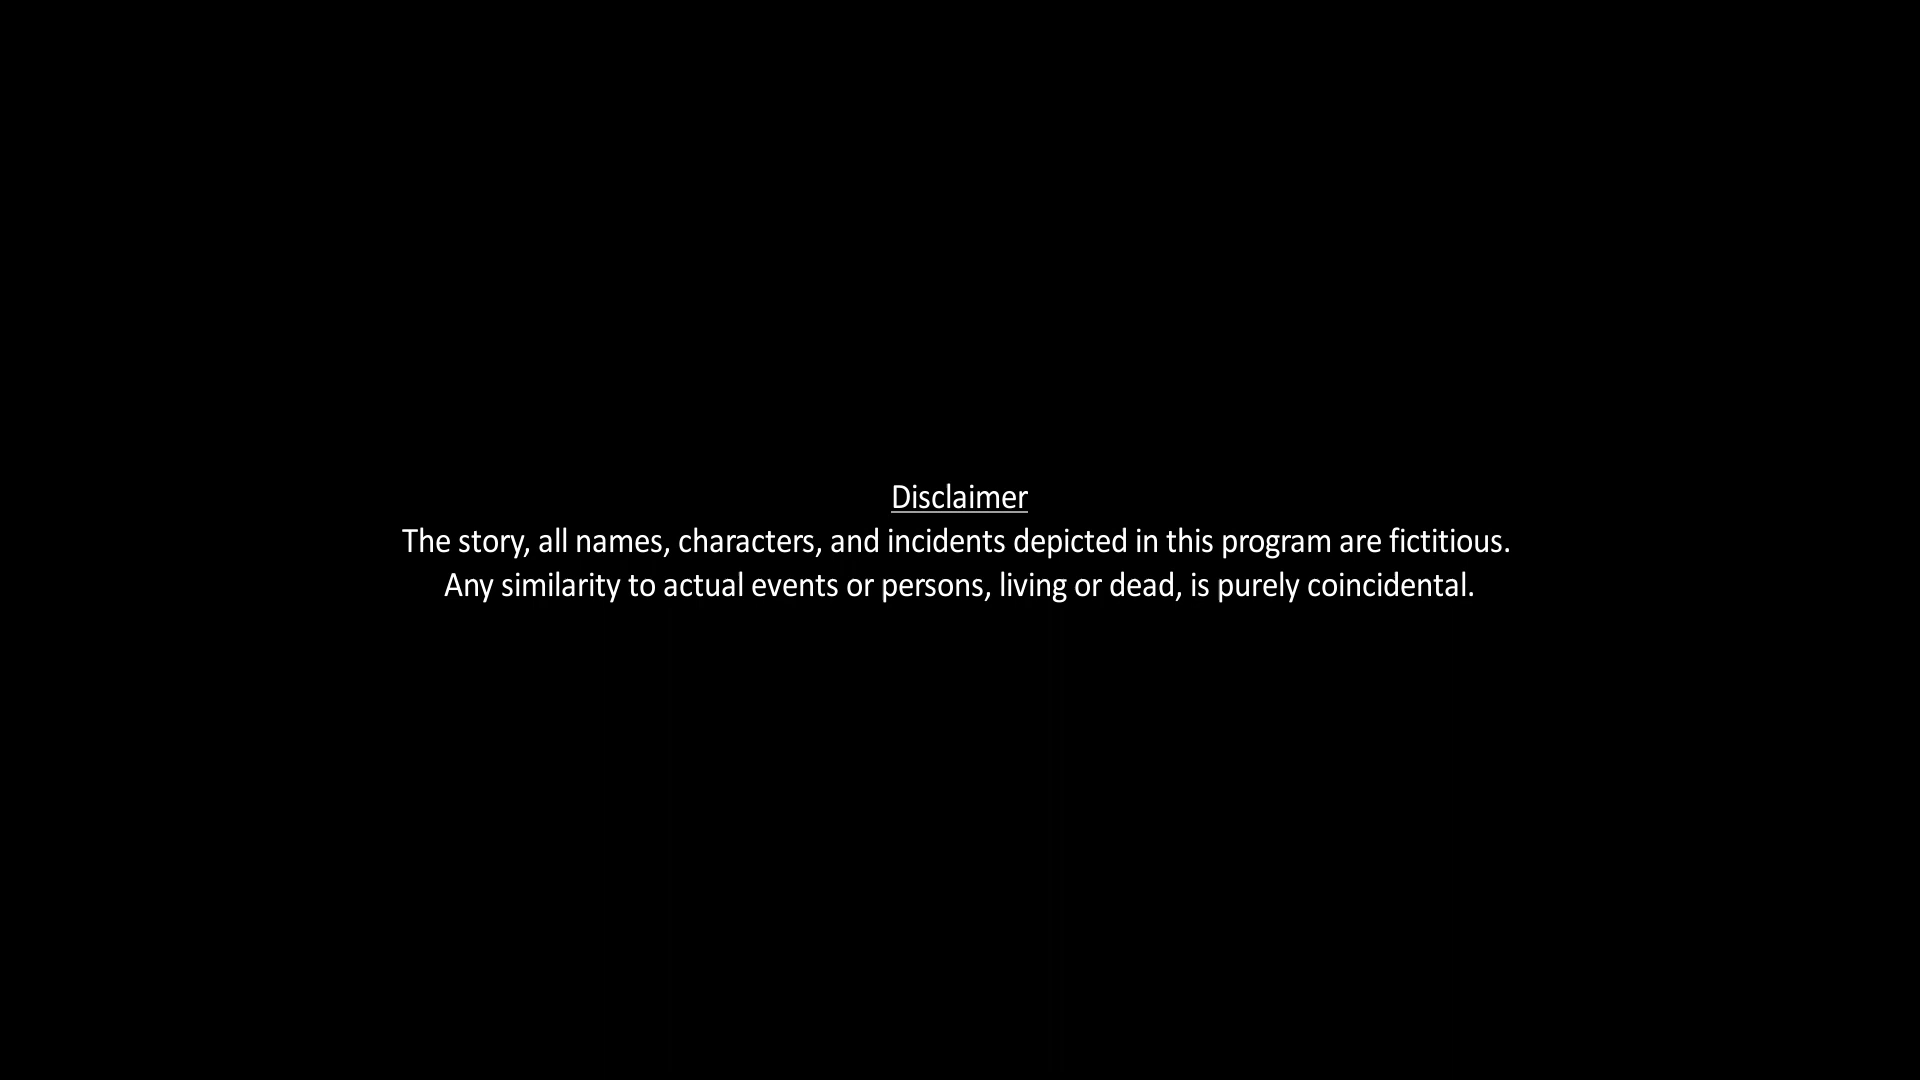 Disclaimer
The story, all names, characters, and incidents depicted in this program are fictitious.
Any similarity to actual events or persons, living or dead, is purely coincidental.